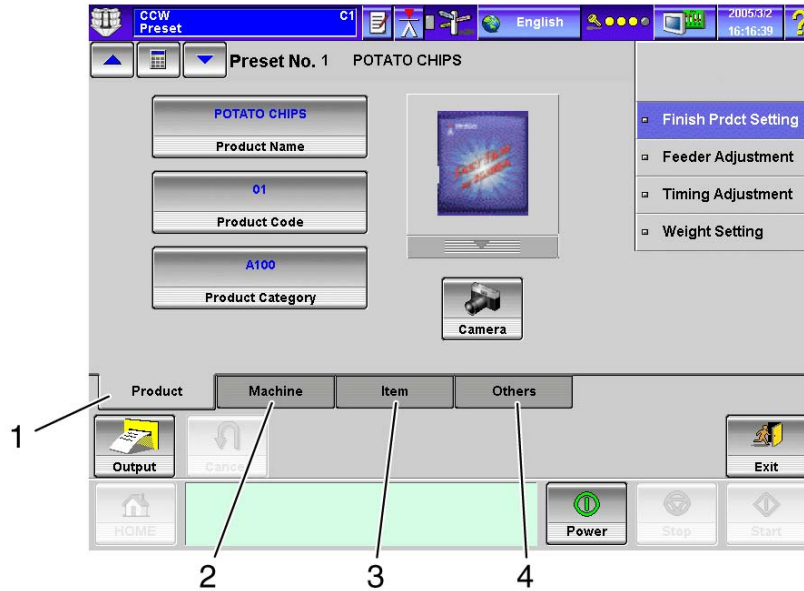 CCW
Preset
C1
English
2005/3/2
16:16:39
?
Preset No. 1 POTATO CHIPS
POTATO CHIPS
Product Name
01
Product Code
A100
Product Category
Camera
Finish Prdct Setting
Feeder Adjustment
Timing Adjustment
Weight Setting
Product
Machine
Item
Others
1
Output
Cancel
Exit
HOME
Power
Stop
Start
2
3
4